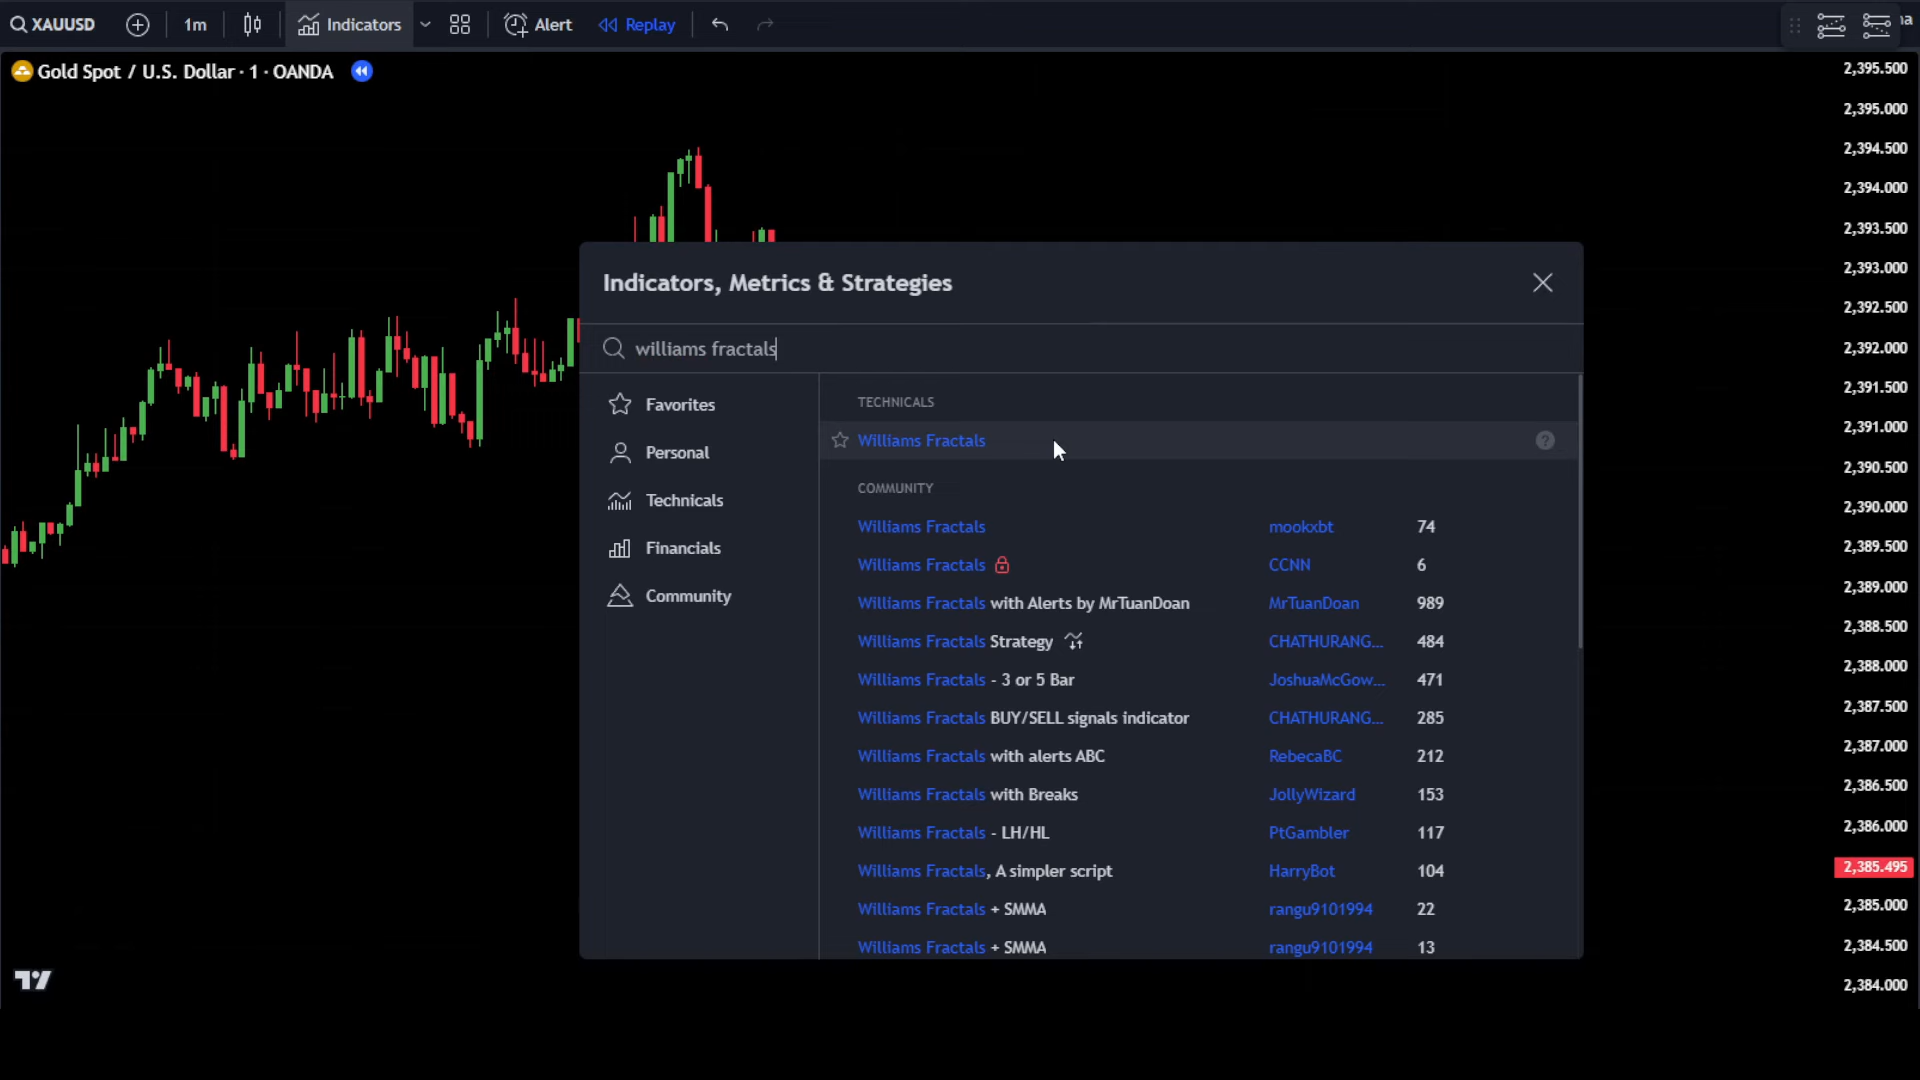 XAUUSD 1m Indicators Alert Replay
Gold Spot / U.S. Dollar · 1 · OANDA
2,395.500
2,395.000
2,394.500
2,394.000
2,393.500
2,393.000
2,392.500
2,392.000
2,391.500
2,391.000
2,390.500
2,390.000
2,389.500
2,389.000
2,388.500
2,388.000
2,387.500
2,387.000
2,386.500
2,386.000
2,385.495
2,385.000
2,384.500
2,384.000
Indicators, Metrics & Strategies
williams fractals
Favorites
Personal
Technicals
Financials
Community
TECHNICALS
Williams Fractals
COMMUNITY
Williams Fractals mookxbt 74
Williams Fractals CCNN 6
Williams Fractals with Alerts by MrTuanDoan MrTuanDoan 989
Williams Fractals Strategy CHATHURANG... 484
Williams Fractals - 3 or 5 Bar JoshuaMcGow... 471
Williams Fractals BUY/SELL signals indicator CHATHURANG... 285
Williams Fractals with alerts ABC RebecaBC 212
Williams Fractals with Breaks JollyWizard 153
Williams Fractals - LH/HL PtGambler 117
Williams Fractals, A simpler script HarryBot 104
Williams Fractals + SMMA rangu9101994 22
Williams Fractals + SMMA rangu9101994 13